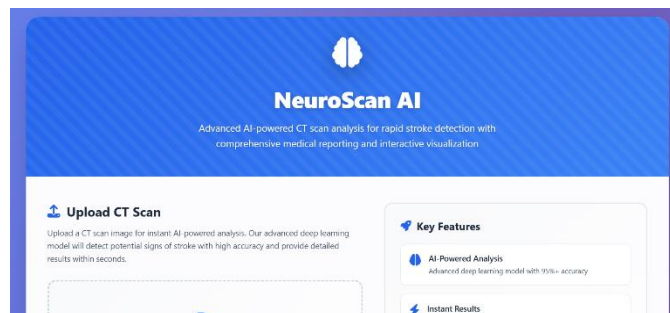 NeuroScan AI
Advanced AI-powered CT scan analysis for rapid stroke detection with
comprehensive medical reporting and interactive visualization
Upload CT Scan
Upload a CT scan image for instant AI-powered analysis. Our advanced deep learning
model will detect potential signs of stroke with high accuracy and provide detailed
results within seconds.
Key Features
AI-Powered Analysis
Advanced deep learning model with 95%+ accuracy
Instant Results